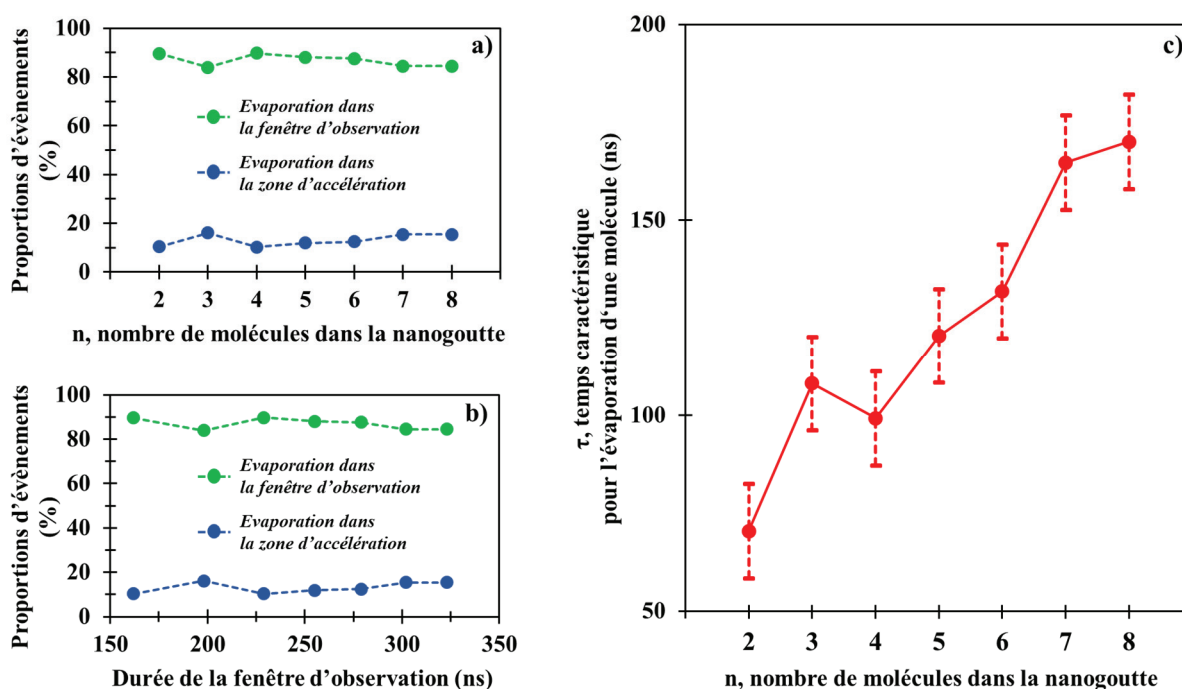 a)
Proportions d'évènements
(%)
100
80
60
40
20
0
Evaporation dans
la fenêtre d'observation
Evaporation dans
la zone d'accélération
2 3 4 5 6 7 8
n, nombre de molécules dans la nanogoutte
b)
Proportions d'évènements
(%)
100
80
60
40
20
0
Evaporation dans
la fenêtre d'observation
Evaporation dans
la zone d'accélération
150 200 250 300 350
Durée de la fenêtre d'observation (ns)
c)
τ, temps caractéristique
pour l'évaporation d'une molécule (ns)
200
150
100
50
2 3 4 5 6 7 8
n, nombre de molécules dans la nanogoutte